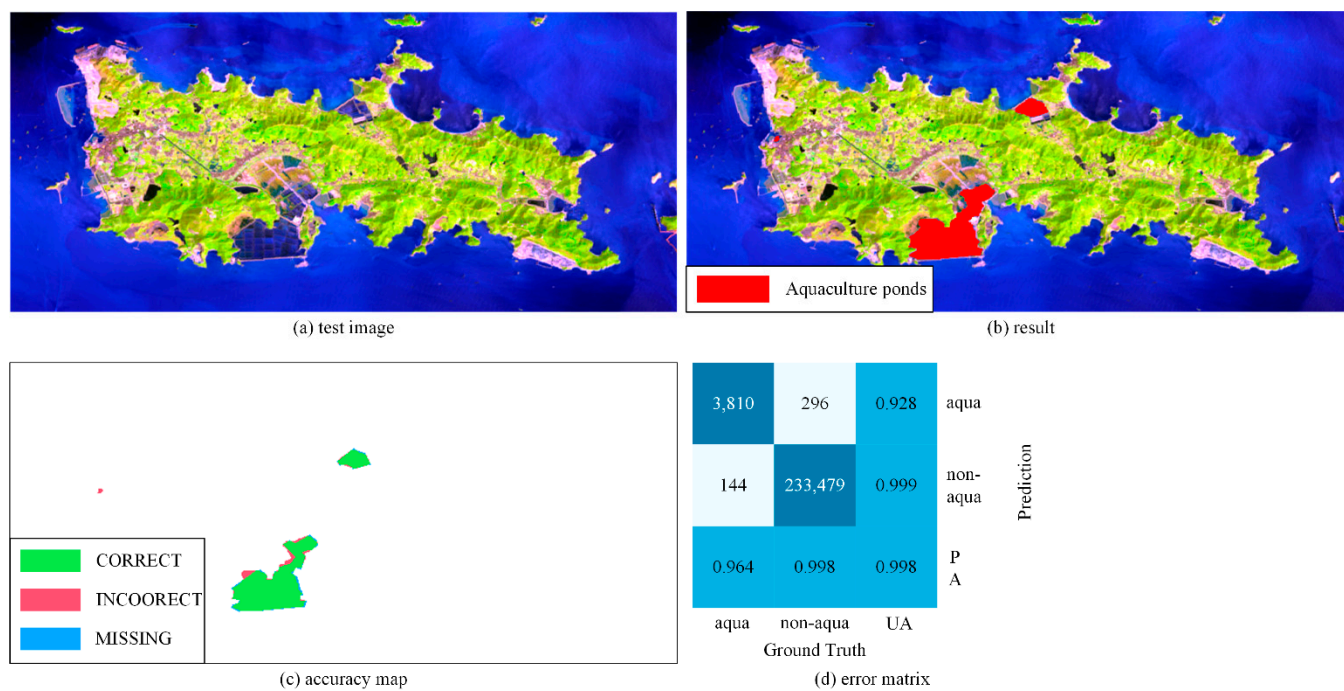 Aquaculture ponds
(a) test image
(b) result
CORRECT
INCOORECT
MISSING
(c) accuracy map
3,810 296 0.928 aqua
144 233,479 0.999 non-
aqua
Prediction
0.964 0.998 0.998 P
A
aqua non-aqua UA
Ground Truth
(d) error matrix